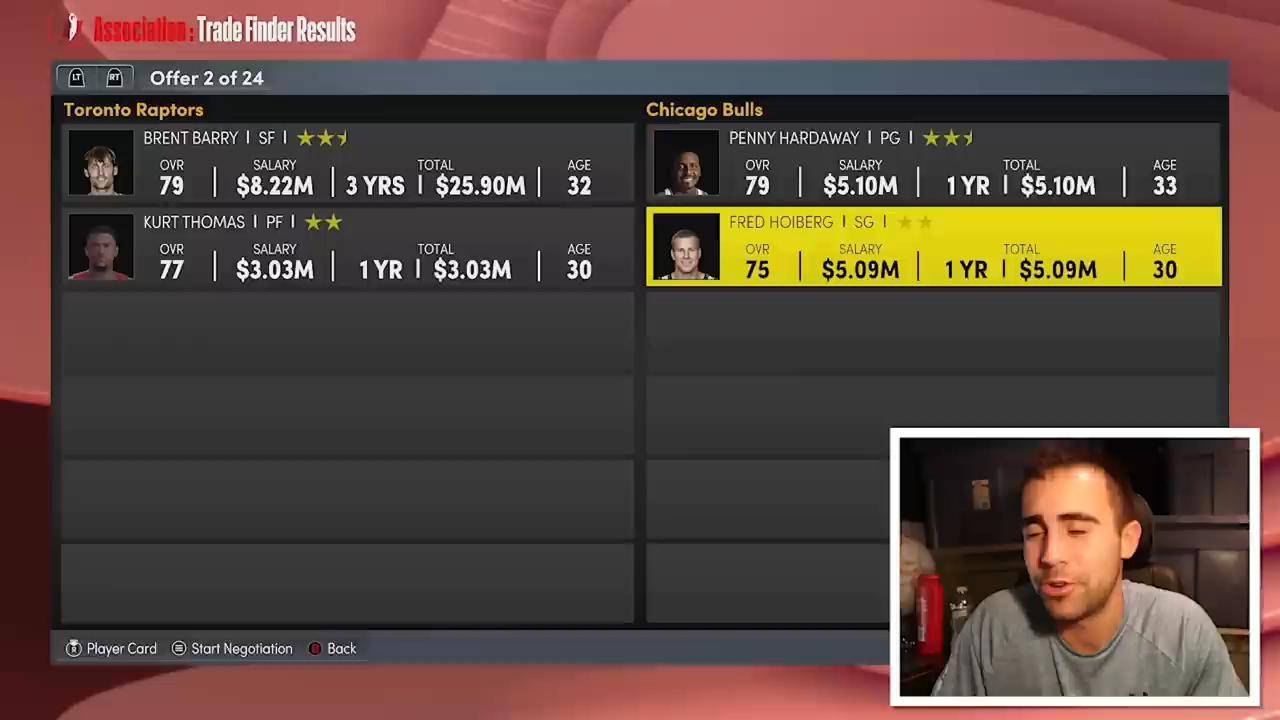 Association: Trade Finder Results
LT RT Offer 2 of 24
Toronto Raptors
BRENT BARRY | SF |
OVR SALARY TOTAL AGE
79 | $8.22M | 3 YRS | $25.90M | 32
KURT THOMAS | PF |
OVR SALARY TOTAL AGE
77 | $3.03M | 1 YR | $3.03M | 30
Chicago Bulls
PENNY HARDAWAY | PG |
OVR SALARY TOTAL AGE
79 | $5.10M | 1 YR | $5.10M | 33
FRED HOIBERG | SG |
OVR SALARY TOTAL AGE
75 | $5.09M | 1 YR | $5.09M | 30
Player Card Start Negotiation Back